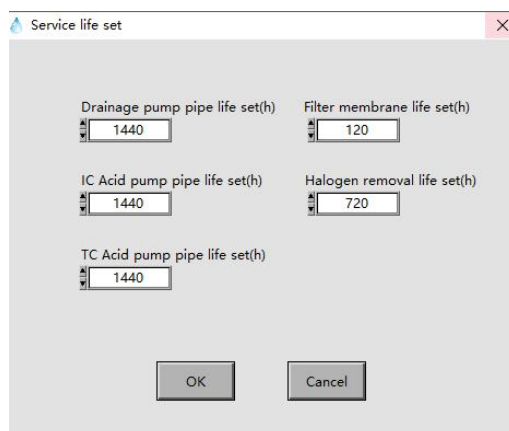 Service life set
Drainage pump pipe life set(h) Filter membrane life set(h)
1440 120
IC Acid pump pipe life set(h) Halogen removal life set(h)
1440 720
TC Acid pump pipe life set(h)
1440
OK Cancel